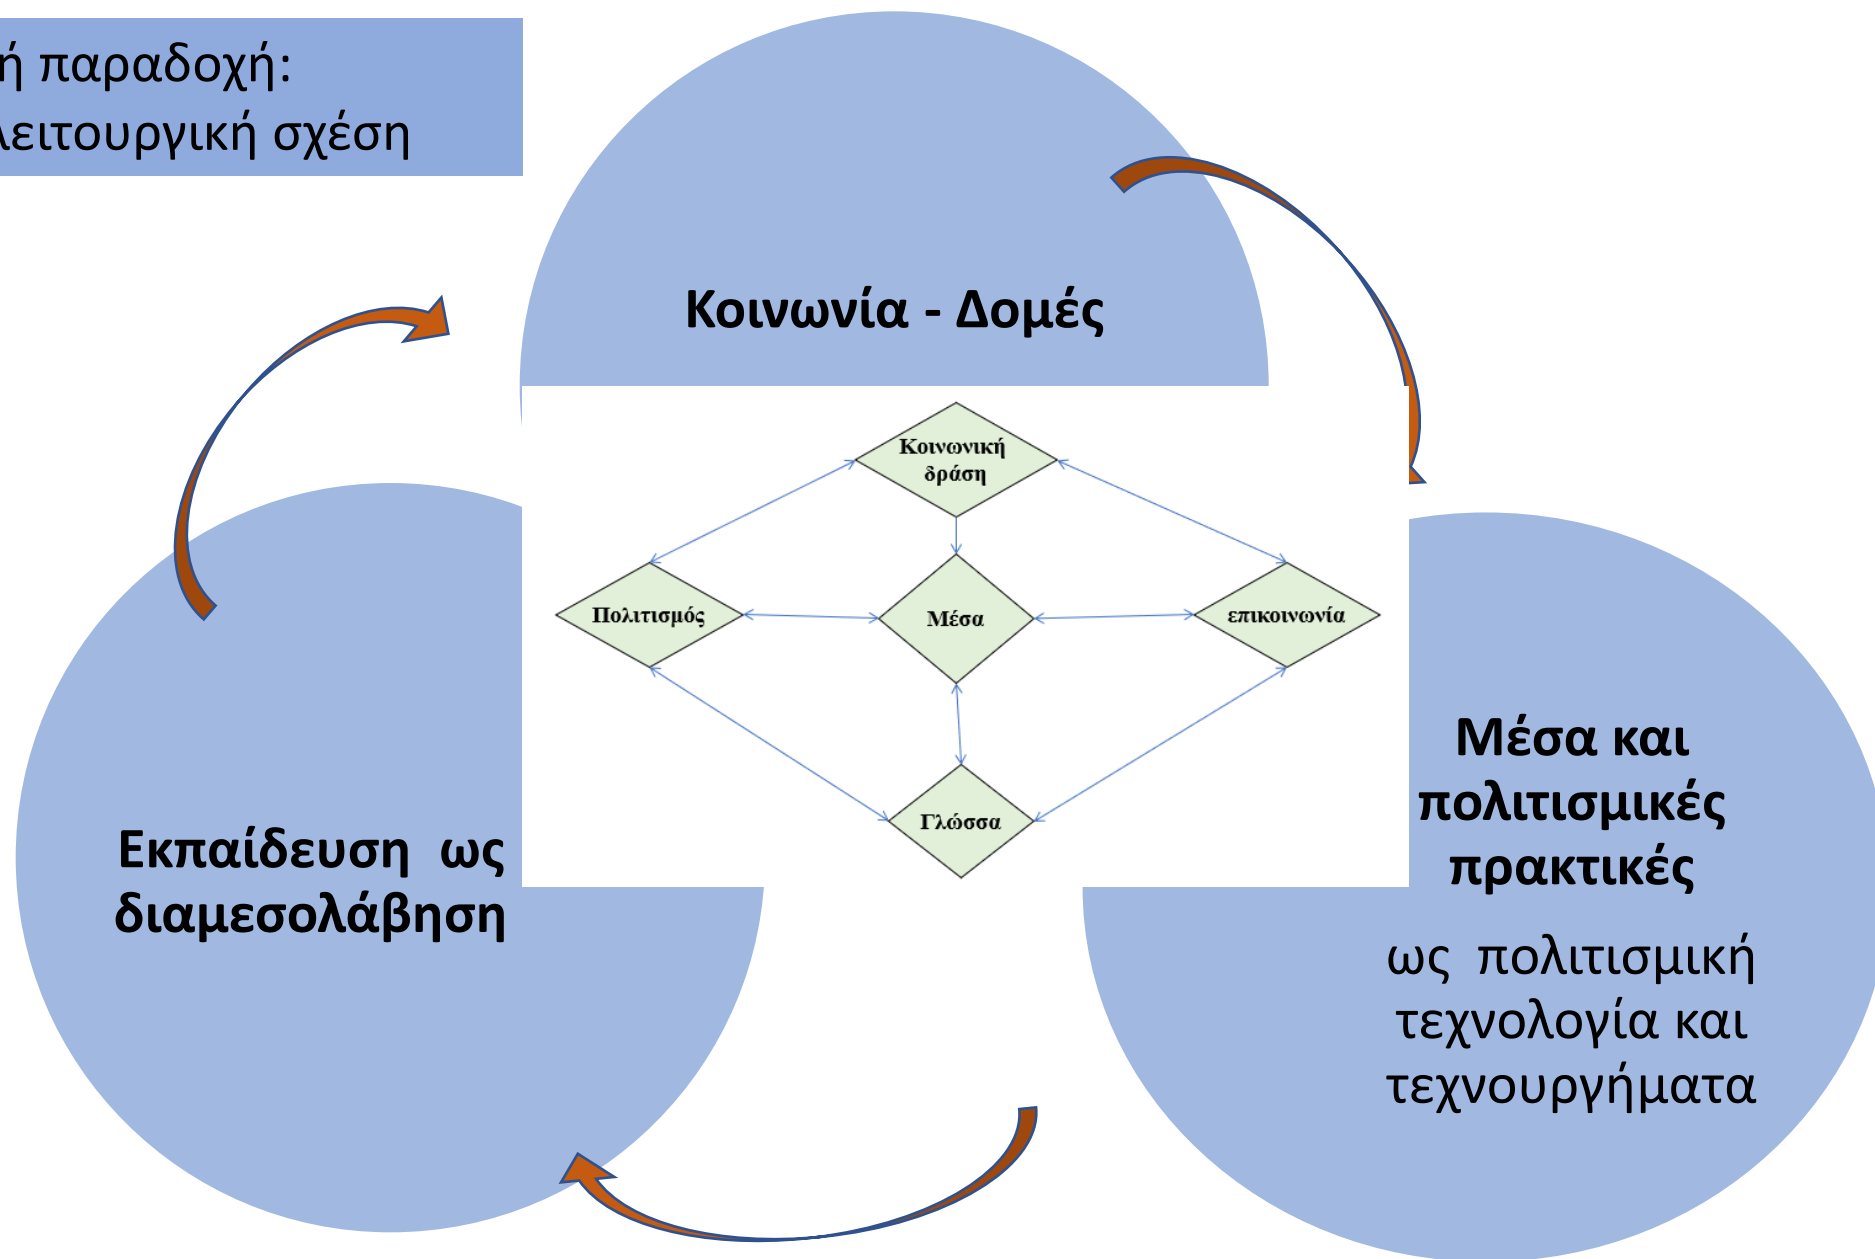 ή παραδοχή:
λειτουργική σχέση
Κοινωνία - Δομές
Κοινωνική
δράση
Πολιτισμός
Μέσα
επικοινωνία
Γλώσσα
Εκπαίδευση ως
διαμεσολάβηση
Μέσα και
πολιτισμικές
πρακτικές
ως πολιτισμική
τεχνολογία και
τεχνουργήματα